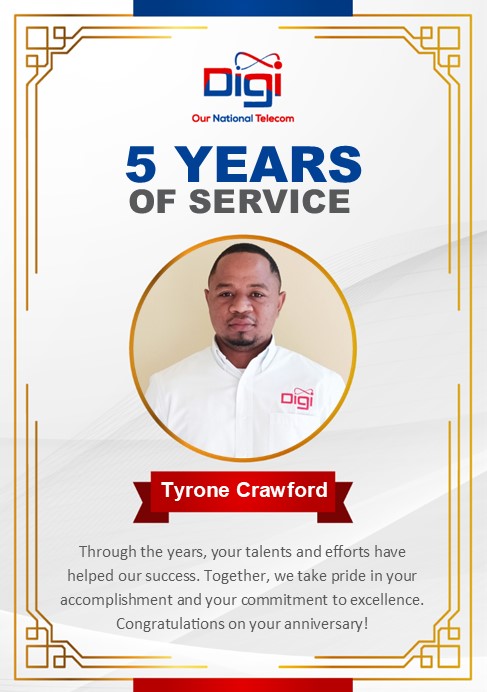 Digi
Our National Telecom
5 YEARS
OF SERVICE
Digi
Tyrone Crawford
Through the years, your talents and efforts have
helped our success. Together, we take pride in your
accomplishment and your commitment to excellence.
Congratulations on your anniversary!